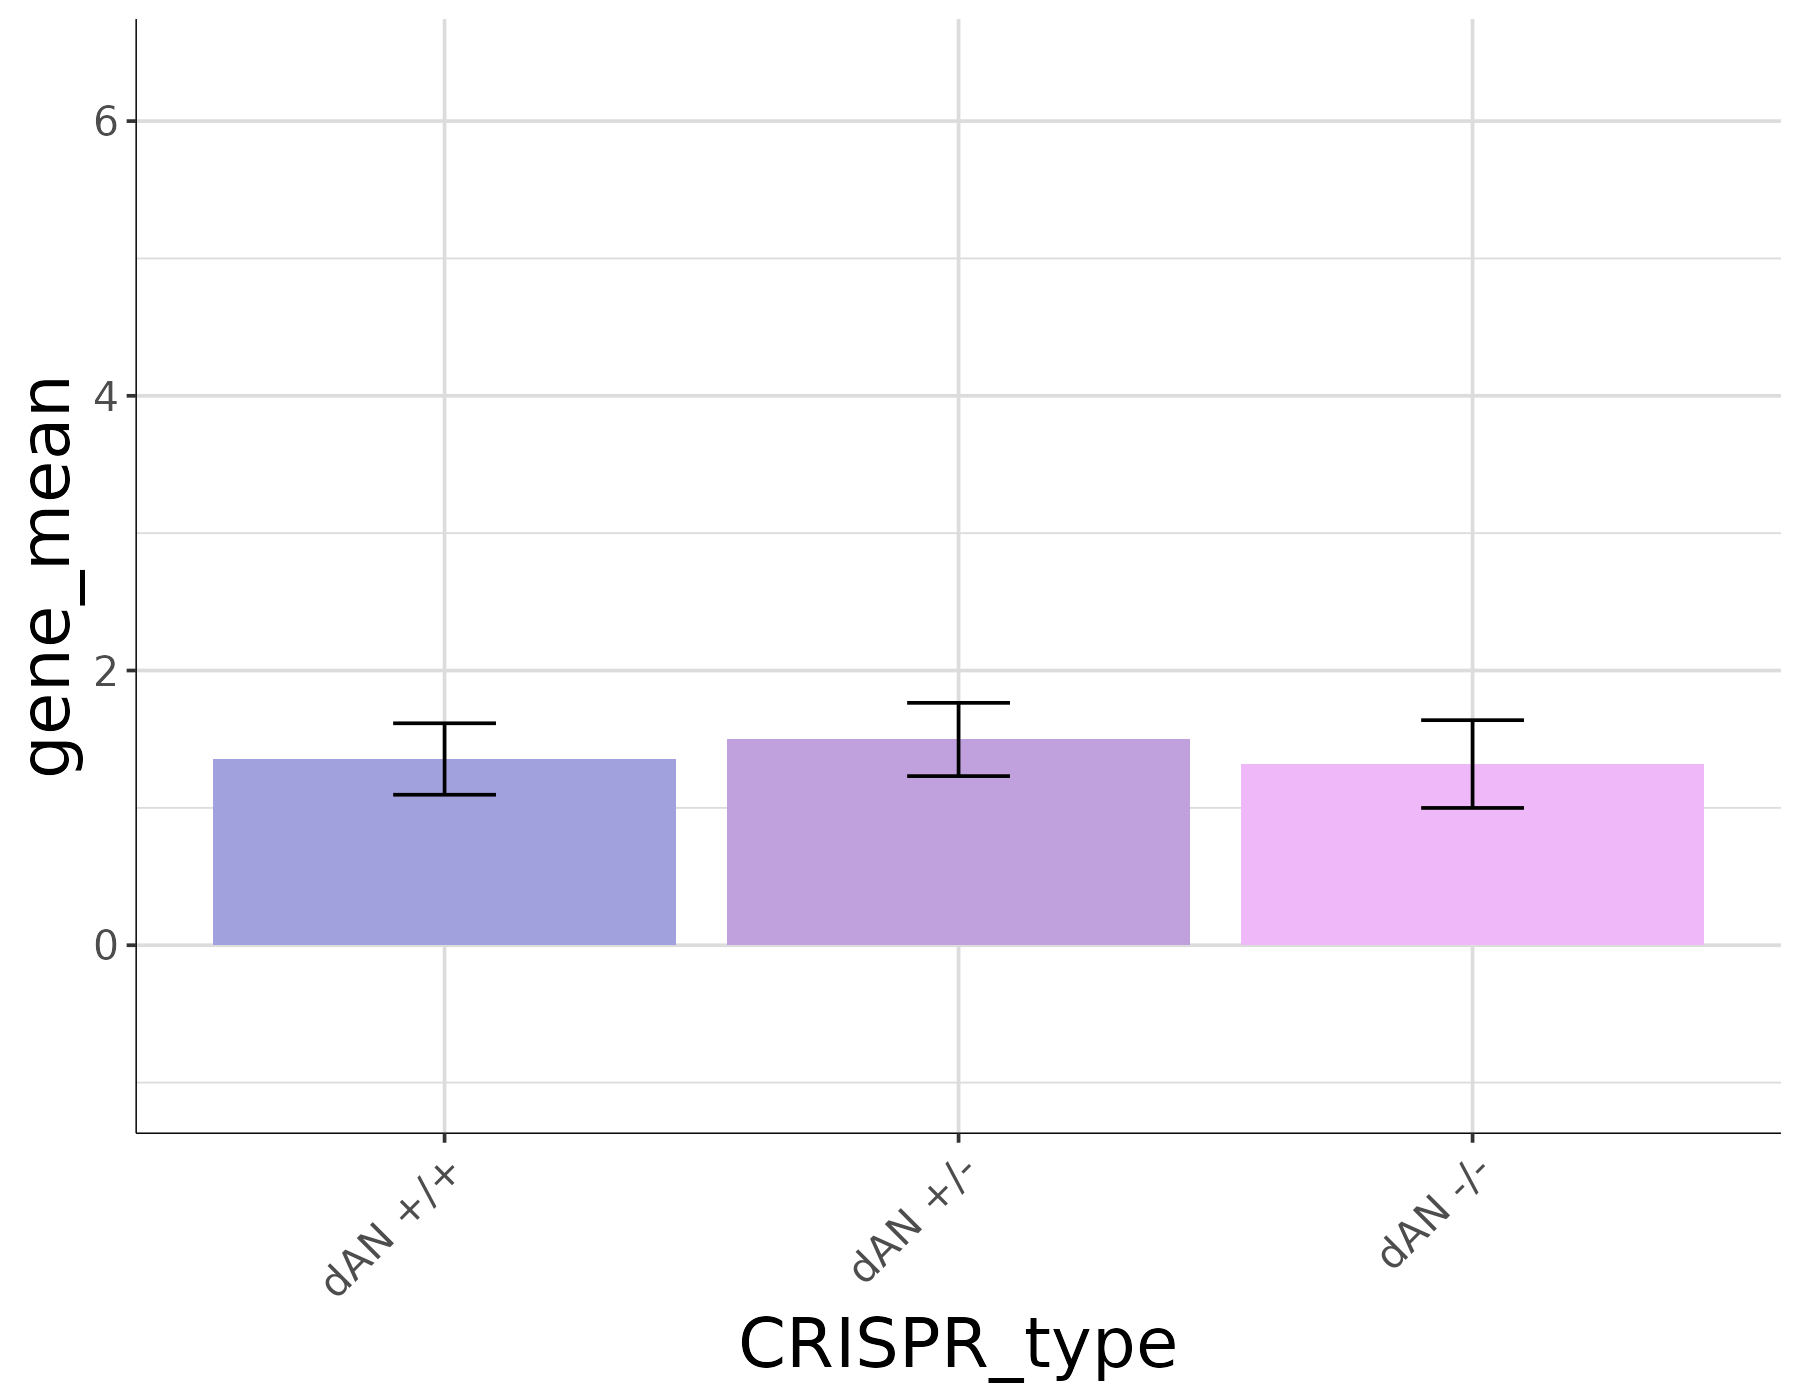 gene_mean
6
4
2
0
dAN +/+
dAN +/-
dAN -/-
CRISPR_type